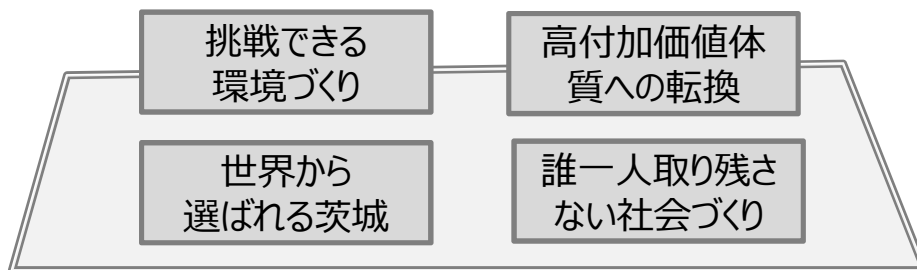 挑戦できる
環境づくり
高付加価値体
質への転換
世界から
選ばれる茨城
誰一人取り残さ
ない社会づくり